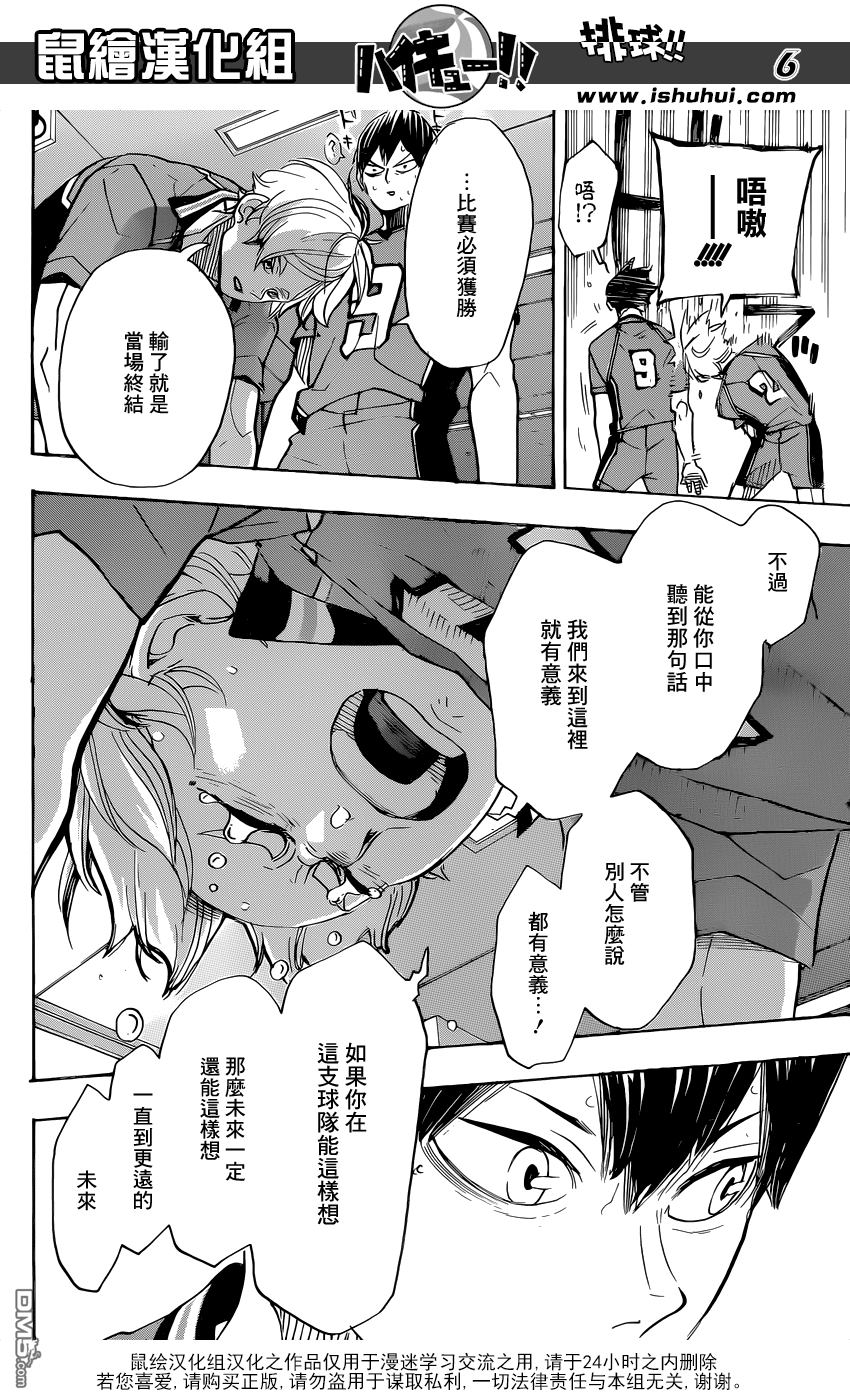 鼠繪漢化組
ハイキュー!!
排球!!
6
www.ishuhui.com
唔嗷
——!!!!!
唔!?
…比賽必須獲勝
輸了就是
當場終結
不過
能從你口中
聽到那句話
我們來到這裡
就有意義
不管
別人怎麼說
都有意義…!
如果你在
這支球隊能這樣想
那麼未來一定
還能這樣想
一直到更遠的
未來
DM5.com
鼠绘汉化组汉化之作品仅用于漫迷学习交流之用, 请于24小时之内删除
若您喜爱, 请购买正版, 请勿盗用于谋取私利, 一切法律责任与本组无关, 谢谢。